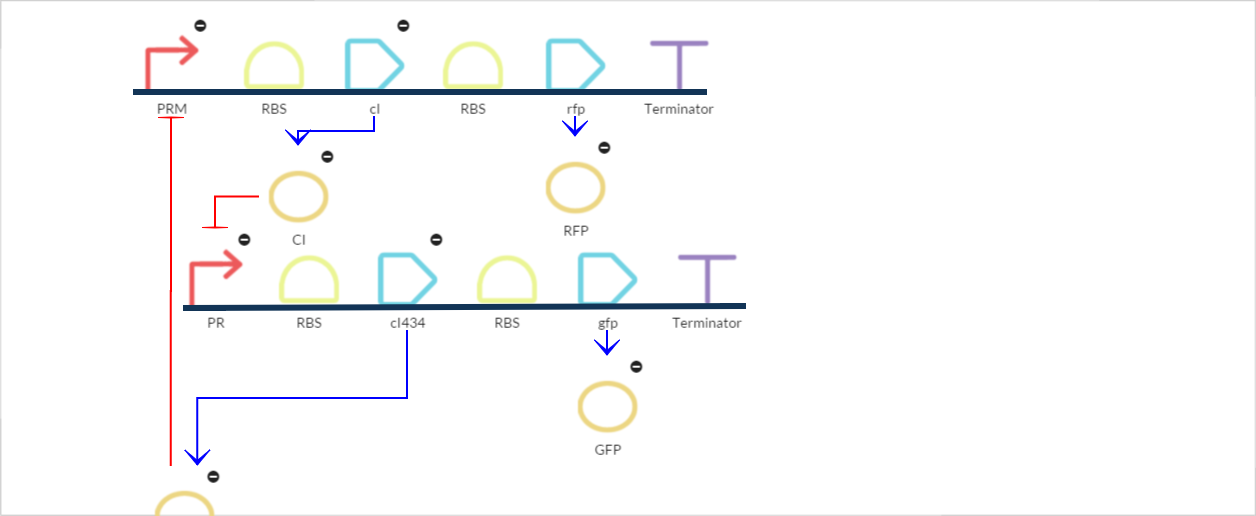 PRM RBS cI RBS rfp Terminator
CI
RFP
PR RBS cI434 RBS gfp Terminator
GFP